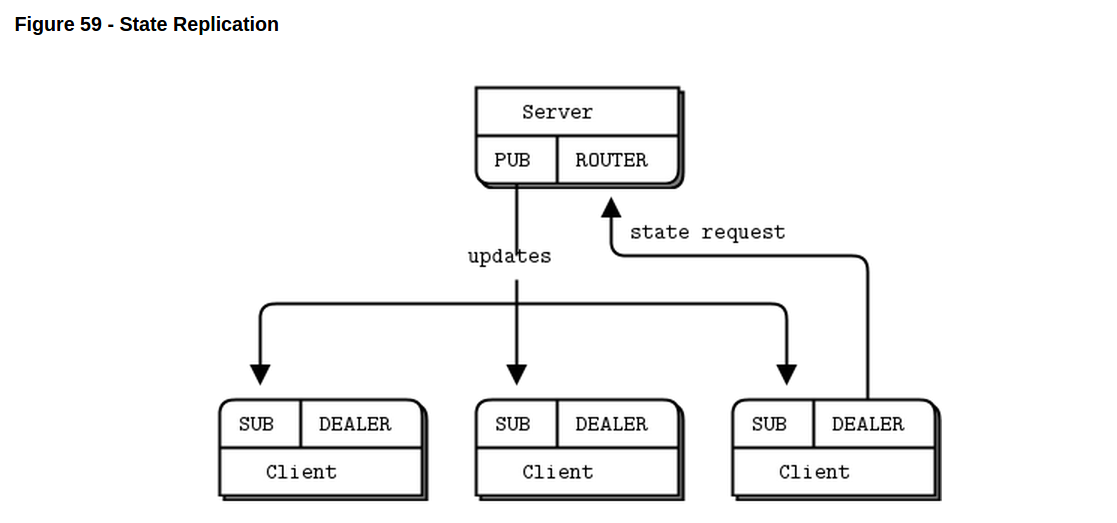 Figure 59 - State Replication
Server
PUB ROUTER
state request
updates
SUB DEALER SUB DEALER SUB DEALER
Client Client Client